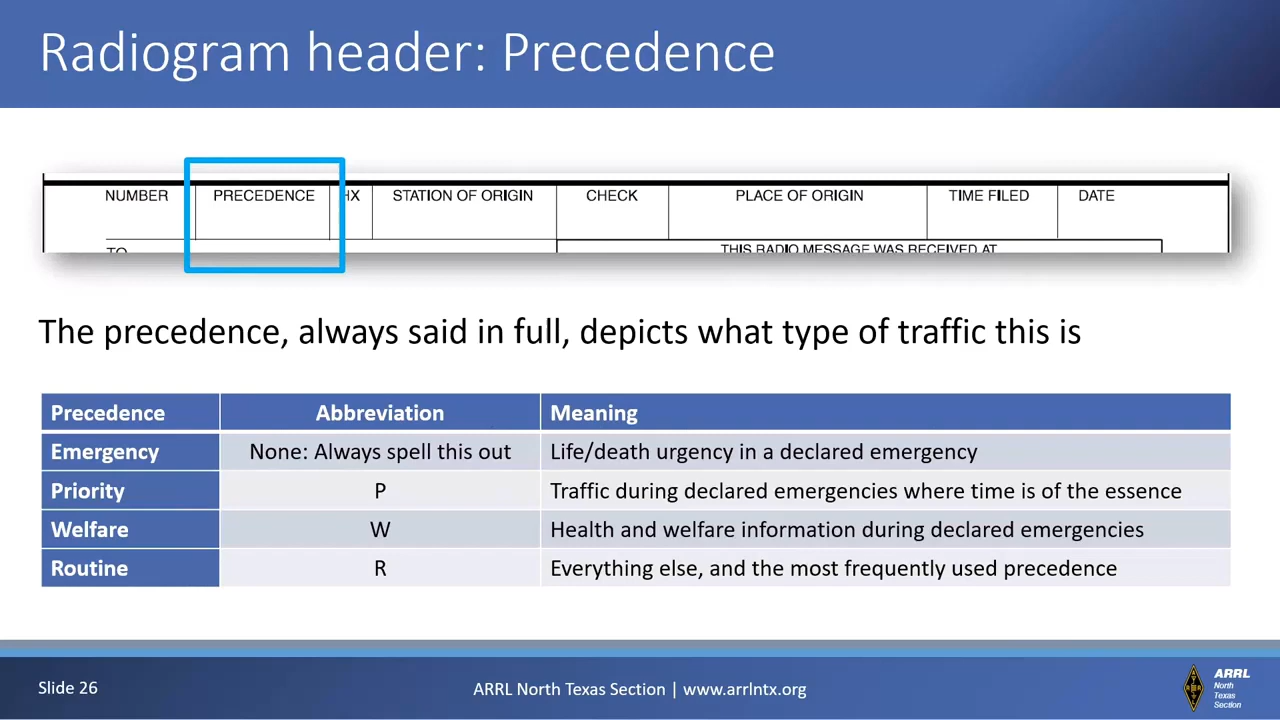 Radiogram header: Precedence
NUMBER PRECEDENCE HX STATION OF ORIGIN CHECK PLACE OF ORIGIN TIME FILED DATE
TO THIS RADIO MESSAGE WAS RECEIVED AT
The precedence, always said in full, depicts what type of traffic this is
Precedence Abbreviation Meaning
Emergency None: Always spell this out Life/death urgency in a declared emergency
Priority P Traffic during declared emergencies where time is of the essence
Welfare W Health and welfare information during declared emergencies
Routine R Everything else, and the most frequently used precedence
Slide 26 ARRL North Texas Section | www.arrlntx.org
ARRL
North
Texas
Section